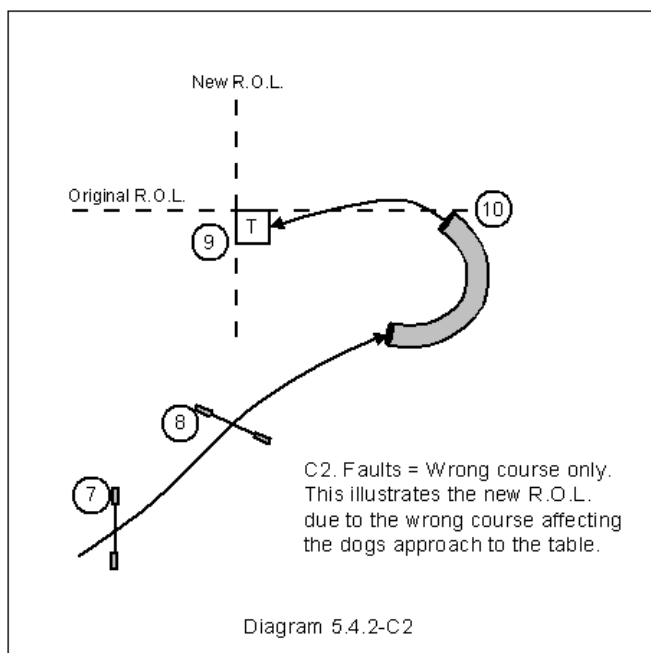 New R.O.L.
Original R.O.L.
10
T
9
8
7
C2. Faults = Wrong course only.
This illustrates the new R.O.L.
due to the wrong course affecting
the dogs approach to the table.
Diagram 5.4.2-C2